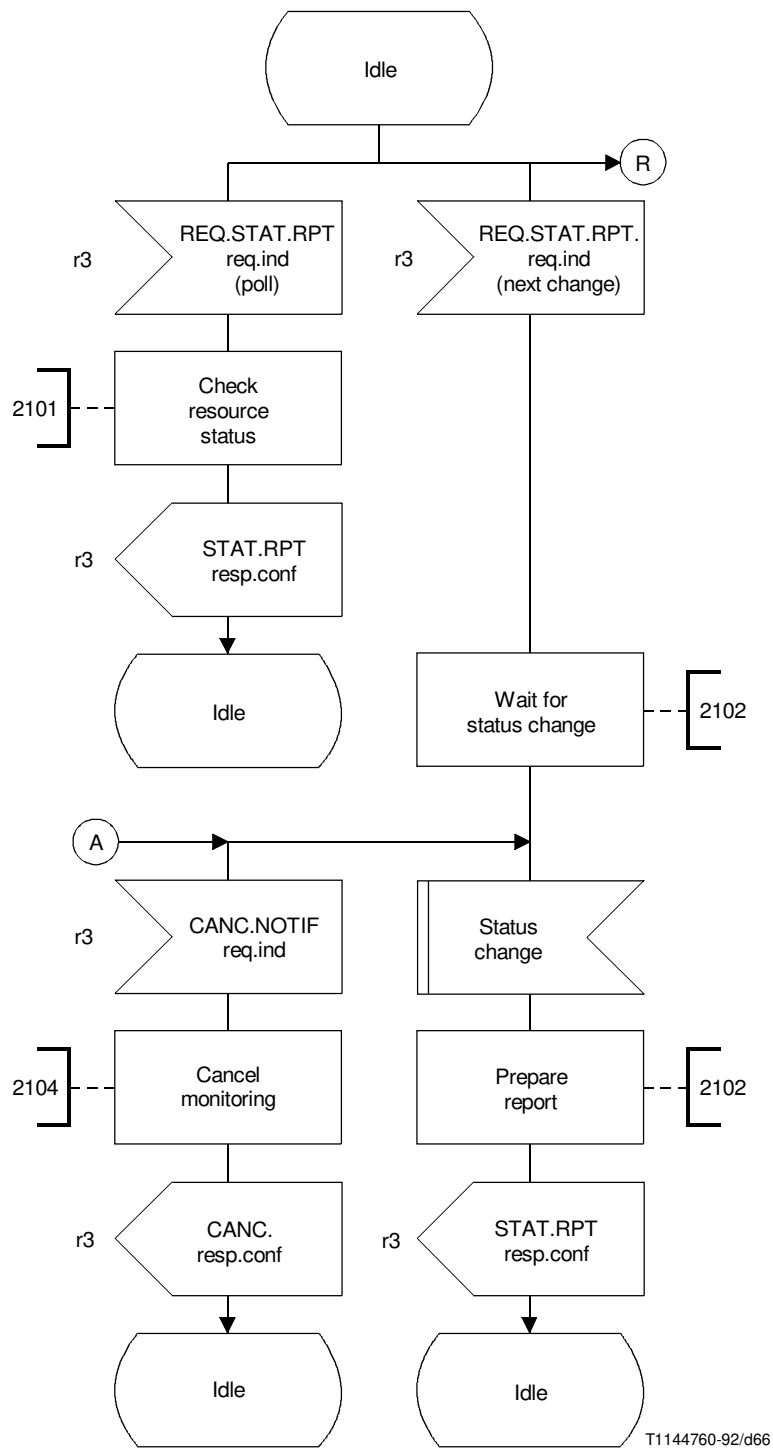 Idle
R
r3
REQ.STAT.RPT
req.ind
(poll)
r3
REQ.STAT.RPT.
req.ind
(next change)
2101
Check
resource
status
r3
STAT.RPT
resp.conf
Idle
Wait for
status change
2102
A
r3
CANC.NOTIF
req.ind
Status
change
2104
Cancel
monitoring
Prepare
report
2102
r3
CANC.
resp.conf
r3
STAT.RPT
resp.conf
Idle
Idle
T1144760-92/d66